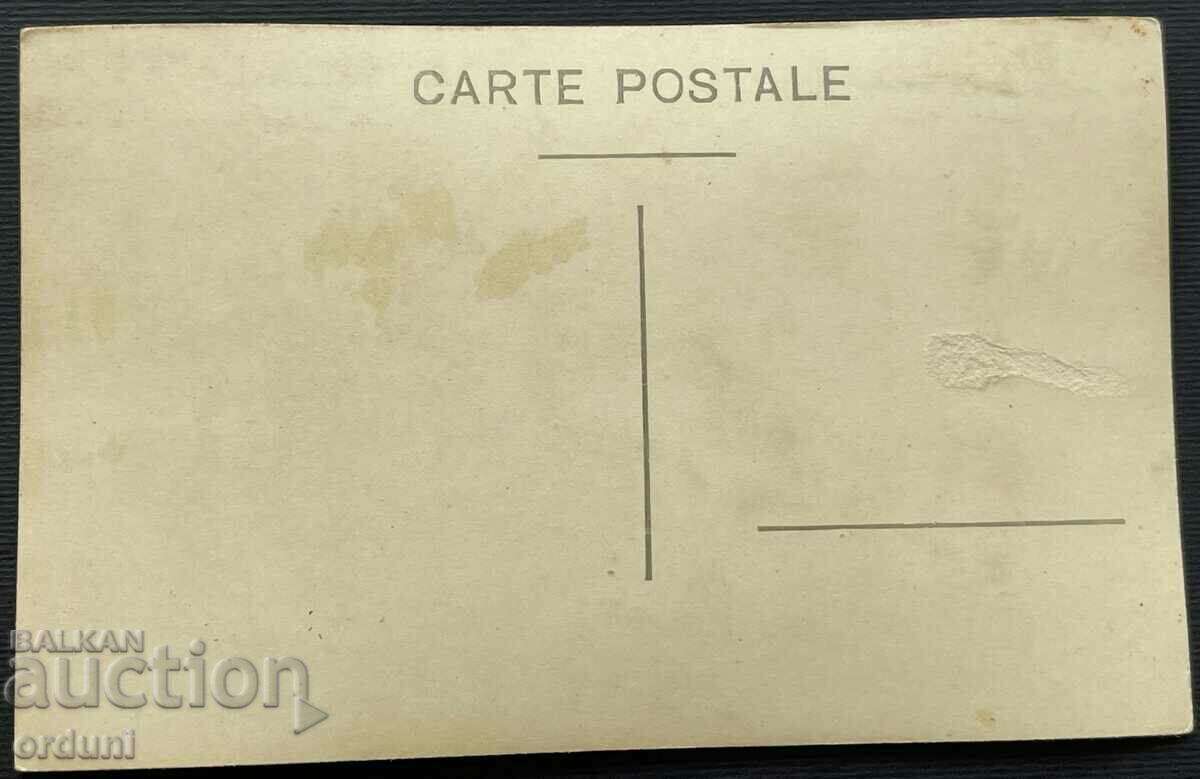 CARTE POSTALE
BALKAN
auction
orduni